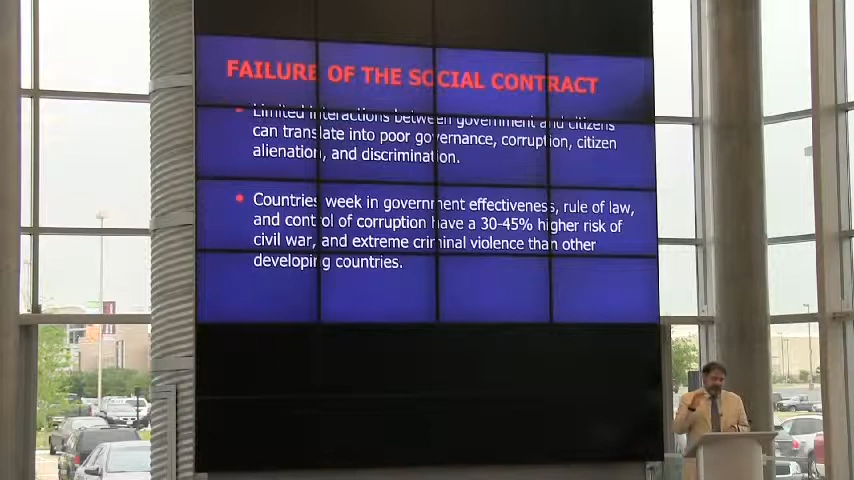 FAILURE OF THE SOCIAL CONTRACT
• Limited interactions between government and citizens
can translate into poor governance, corruption, citizen
alienation, and discrimination.
• Countries week in government effectiveness, rule of law,
and control of corruption have a 30-45% higher risk of
civil war, and extreme criminal violence than other
developing countries.